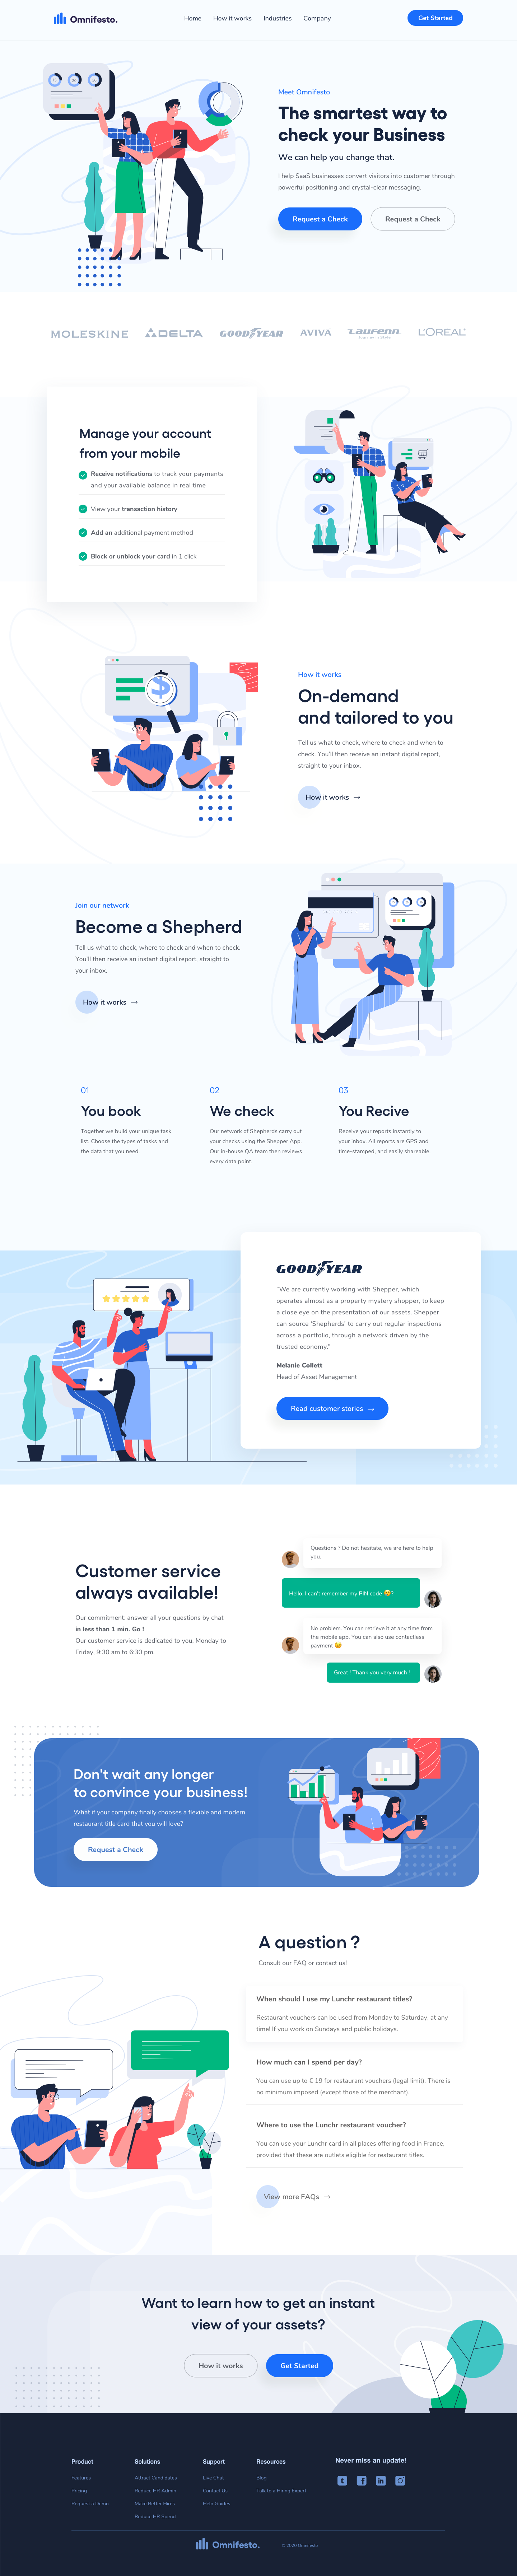 Omnifesto.
Home
How it works
Industries
Company
Get Started
Meet Omnifesto
The smartest way to
check your Business
We can help you change that.
I help SaaS businesses convert visitors into customer through
powerful positioning and crystal-clear messaging.
Request a Check
Request a Check
MOLESKINE
DELTA
GOODYEAR
AVIVA
Laufenn
L'ORÉAL
Manage your account
from your mobile
Receive notifications to track your payments
and your available balance in real time
View your transaction history
Add an additional payment method
Block or unblock your card in 1 click
How it works
On-demand
and tailored to you
Tell us what to check, where to check and when to
check. You'll then receive an instant digital report,
straight to your inbox.
How it works
Join our network
Become a Shepherd
Tell us what to check, where to check and when to check.
You'll then receive an instant digital report, straight to
your inbox.
How it works
01
You book
Together we build your unique task
list. Choose the types of tasks and
the data that you need.
02
We check
Our network of Shepherds carry out
your checks using the Shepper App.
Our in-house QA team then reviews
every data point.
03
You Recive
Receive your reports instantly to
your inbox. All reports are GPS and
time-stamped, and easily shareable.
GOODYEAR
"We are currently working with Shepper, which
operates almost as a property mystery shopper, to keep
a close eye on the presentation of our assets. Shepper
can source 'Shepherds' to carry out regular inspections
across a portfolio, through a network driven by the
trusted economy."
Melanie Collett
Head of Asset Management
Read customer stories
Customer service
always available!
Our commitment: answer all your questions by chat
in less than 1 min. Go !
Our customer service is dedicated to you, Monday to
Friday, 9:30 am to 6:30 pm.
Questions ? Do not hesitate, we are here to help
you.
Hello, I can't remember my PIN code 😢?
No problem. You can retrieve it at any time from
the mobile app. You can also use contactless
payment 😉
Great ! Thank you very much !
Don't wait any longer
to convince your business!
What if your company finally chooses a flexible and modern
restaurant title card that you will love?
Request a Check
A question ?
Consult our FAQ or contact us!
When should I use my Lunchr restaurant titles?
Restaurant vouchers can be used from Monday to Saturday, at any
time! If you work on Sundays and public holidays.
How much can I spend per day?
You can use up to € 19 for restaurant vouchers (legal limit). There is
no minimum imposed (except those of the merchant).
Where to use the Lunchr restaurant voucher?
You can use your Lunchr card in all places offering food in France,
provided that these are outlets eligible for restaurant titles.
View more FAQs
Want to learn how to get an instant
view of your assets?
How it works
Get Started
Product
Features
Pricing
Request a Demo
Solutions
Attract Candidates
Reduce HR Admin
Make Better Hires
Reduce HR Spend
Support
Live Chat
Contact Us
Help Guides
Resources
Blog
Talk to a Hiring Expert
Never miss an update!
Omnifesto.
© 2020 Omnifesto